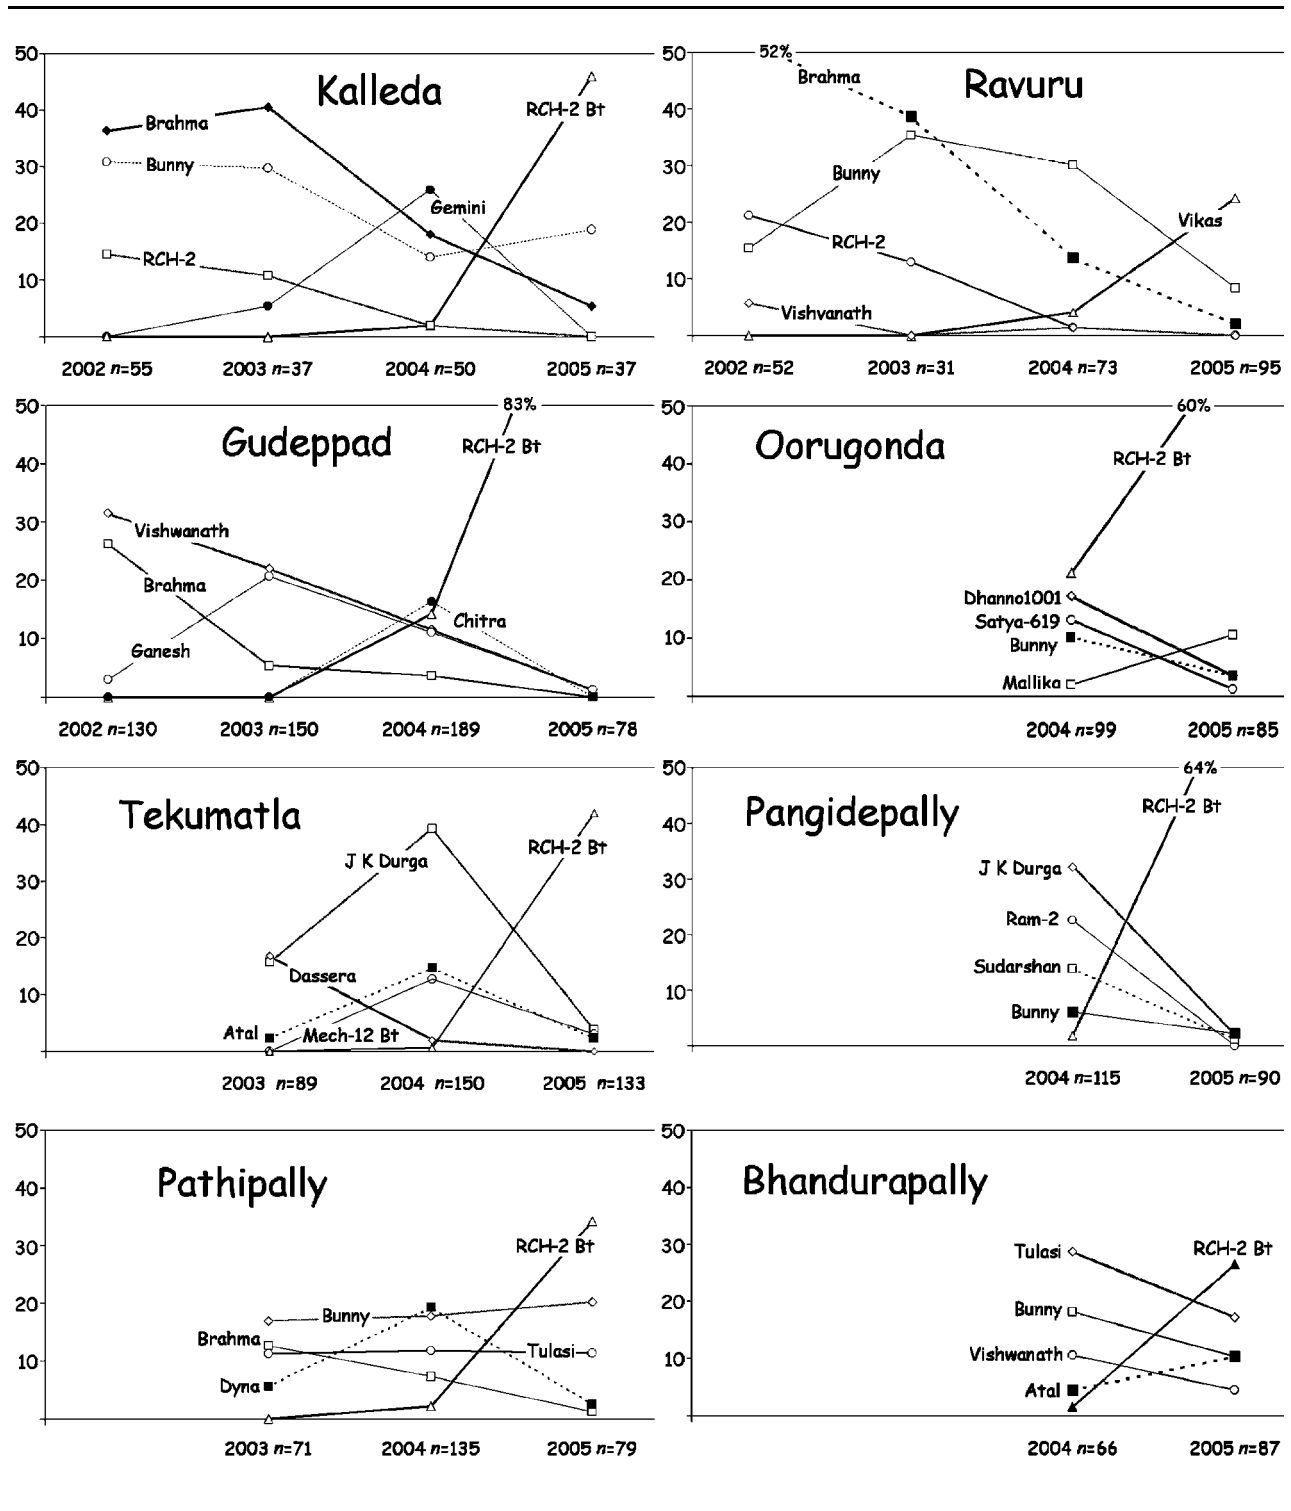 50
Kalleda
40
Brahma
RCH-2 Bt
30
Bunny
Gemini
20
RCH-2
10
2002 n=55 2003 n=37 2004 n=50 2005 n=37
50
52%
Brahma
Ravuru
40
30
Bunny
20
Vikas
RCH-2
10
Vishvanath
2002 n=52 2003 n=31 2004 n=73 2005 n=95
50
83%
Gudeppad
RCH-2 Bt
40
30
Vishwanath
20
Brahma
Chitra
10
Ganesh
2002 n=130 2003 n=150 2004 n=189 2005 n=78
50
60%
Oorugonda
RCH-2 Bt
40
30
20
Dhanno1001
Satya-619
10
Bunny
Mallika
2004 n=99 2005 n=85
50
Tekumatla
40
J K Durga
RCH-2 Bt
30
20
Dassera
10
Atal
Mech-12 Bt
2003 n=89 2004 n=150 2005 n=133
50
64%
Pangidepally
RCH-2 Bt
40
30
J K Durga
20
Ram-2
Sudarshan
10
Bunny
2004 n=115 2005 n=90
50
Pathipally
40
30
RCH-2 Bt
20
Bunny
Brahma
Tulasi
10
Dyna
2003 n=71 2004 n=135 2005 n=79
50
Bhandurapally
40
30
Tulasi
RCH-2 Bt
20
Bunny
10
Vishwanath
Atal
2004 n=66 2005 n=87